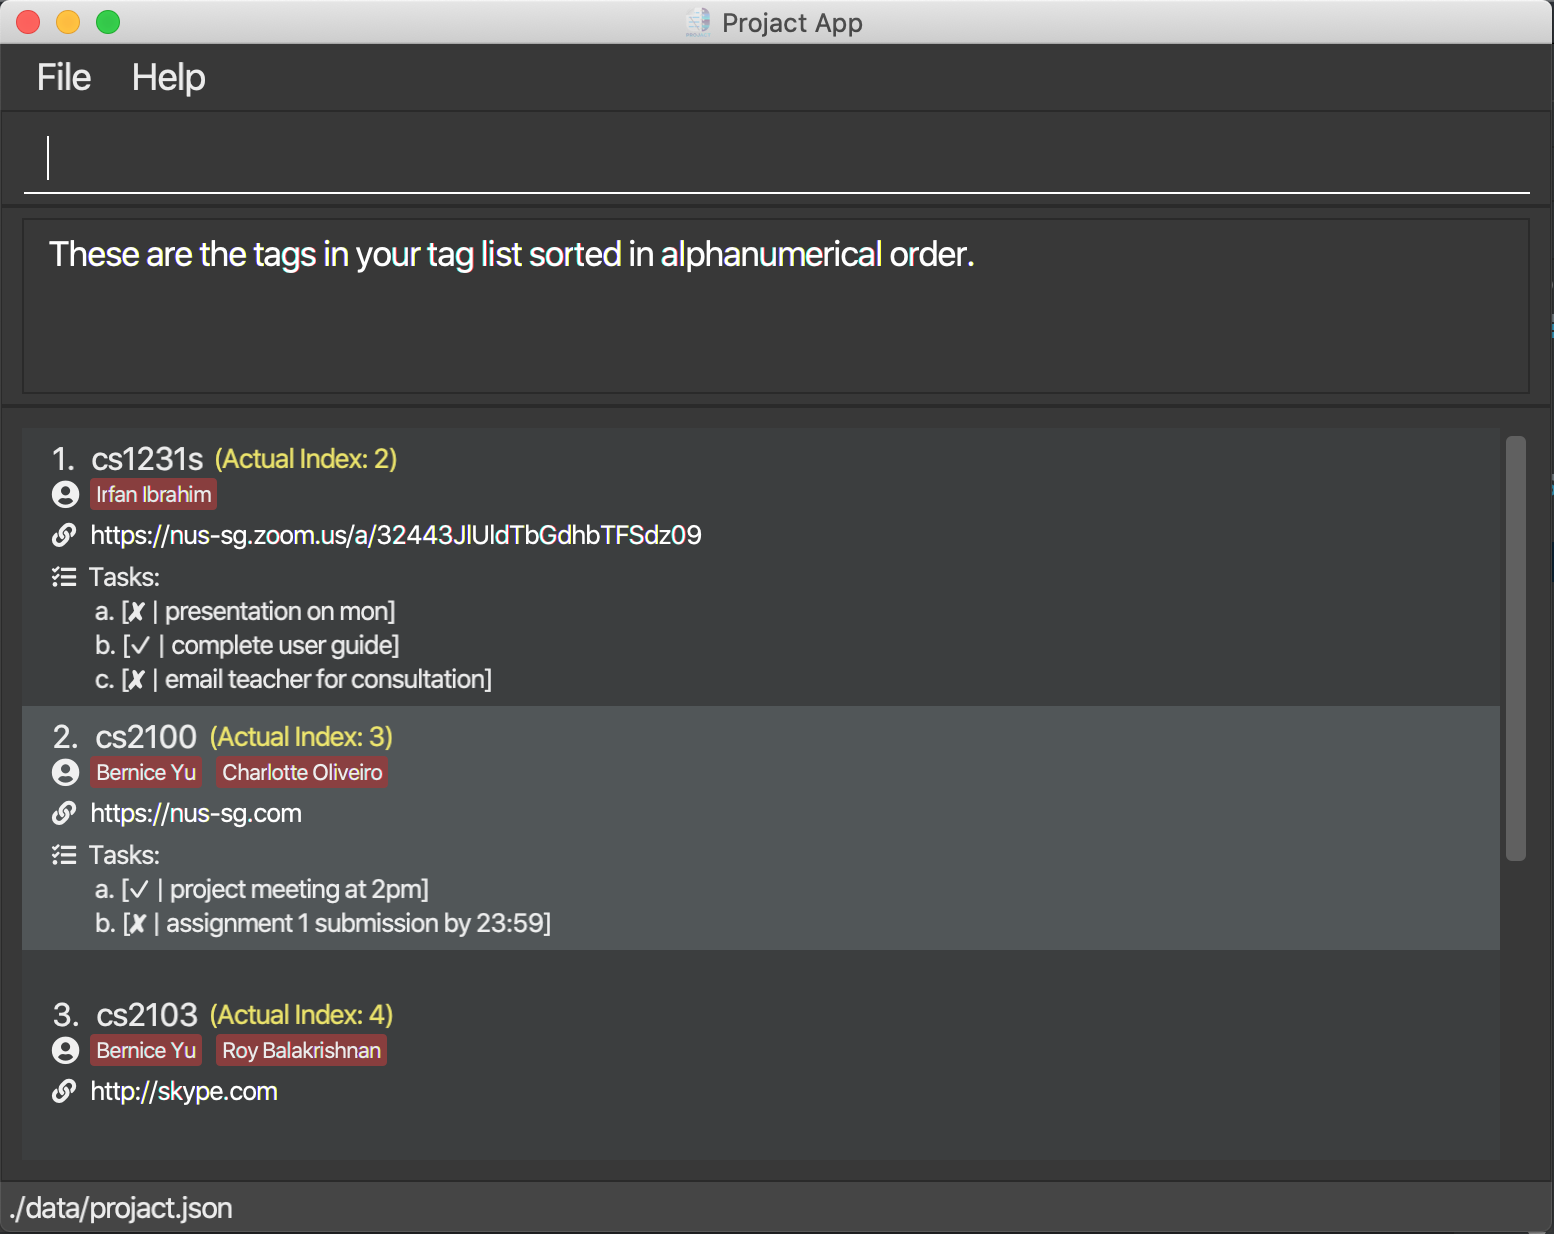 Projact App
File Help
These are the tags in your tag list sorted in alphanumerical order.
1. cs1231s (Actual Index: 2)
Irfan Ibrahim
https://nus-sg.zoom.us/a/32443JlUldTbGdhbTFSdz09
Tasks:
a. [✗ | presentation on mon]
b. [✓ | complete user guide]
c. [✗ | email teacher for consultation]
2. cs2100 (Actual Index: 3)
Bernice Yu Charlotte Oliveiro
https://nus-sg.com
Tasks:
a. [✓ | project meeting at 2pm]
b. [✗ | assignment 1 submission by 23:59]
3. cs2103 (Actual Index: 4)
Bernice Yu Roy Balakrishnan
http://skype.com
./data/projact.json